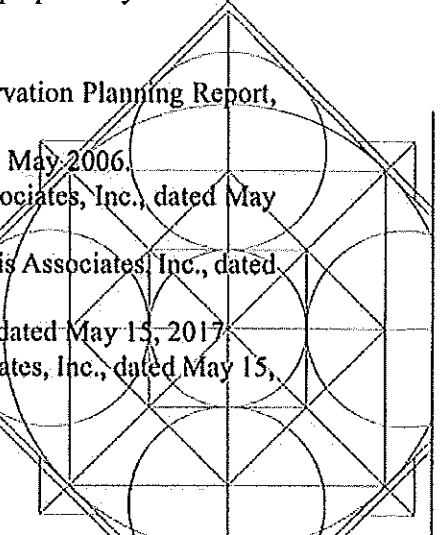 rvation Planning Report,
May 2006.
ociates, Inc., dated May
is Associates, Inc., dated
dated May 15, 2017
ates, Inc., dated May 15,